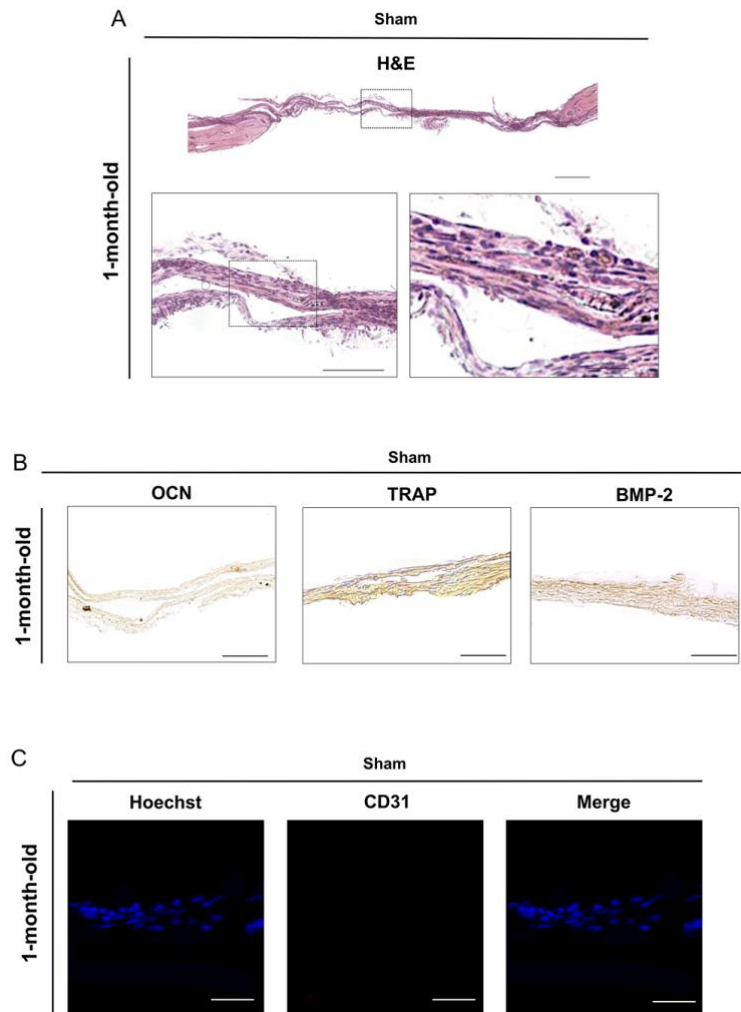 A
Sham
H&E
1-month-old
B
Sham
OCN TRAP BMP-2
1-month-old
C
Sham
Hoechst CD31 Merge
1-month-old